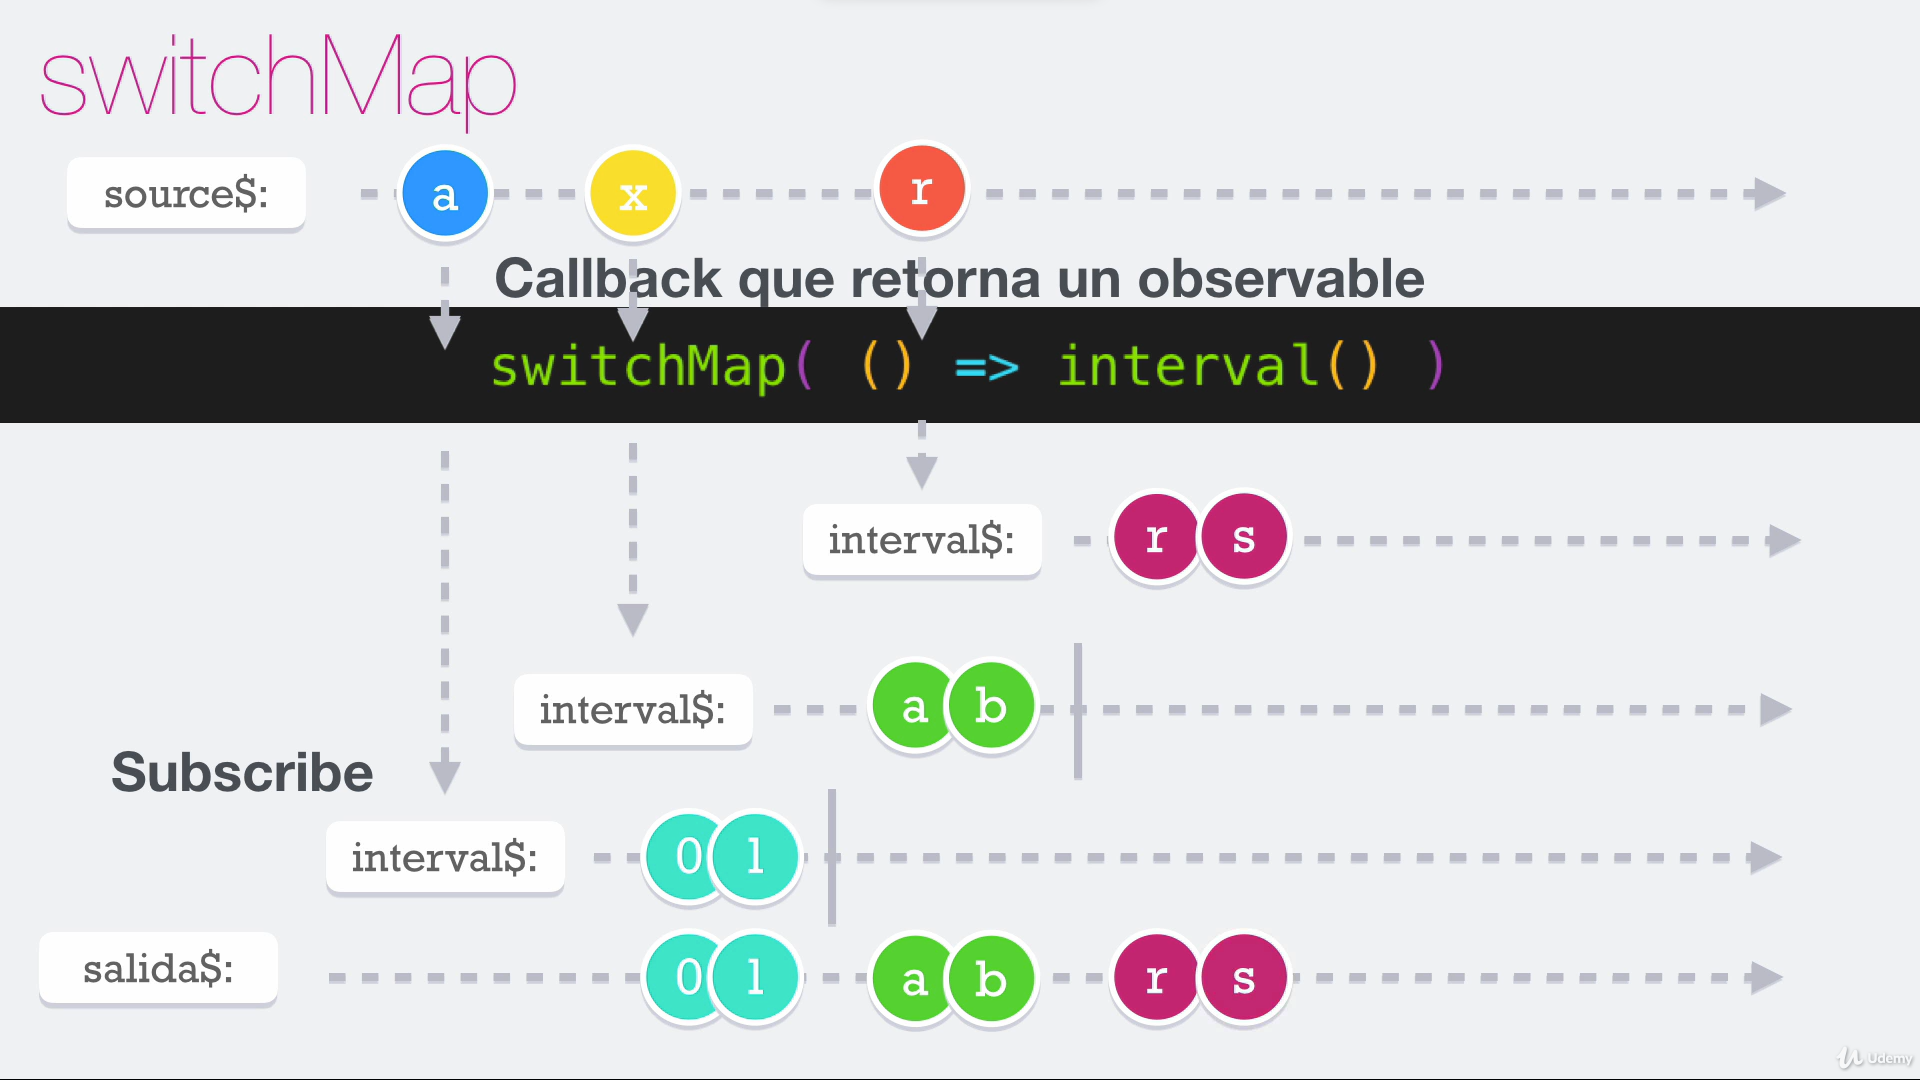 switchMap
source$: a x r
Callback que retorna un observable
switchMap( () => interval() )
interval$: r s
interval$: a b
Subscribe
interval$: 0 1
salida$: 0 1 a b r s
Udemy